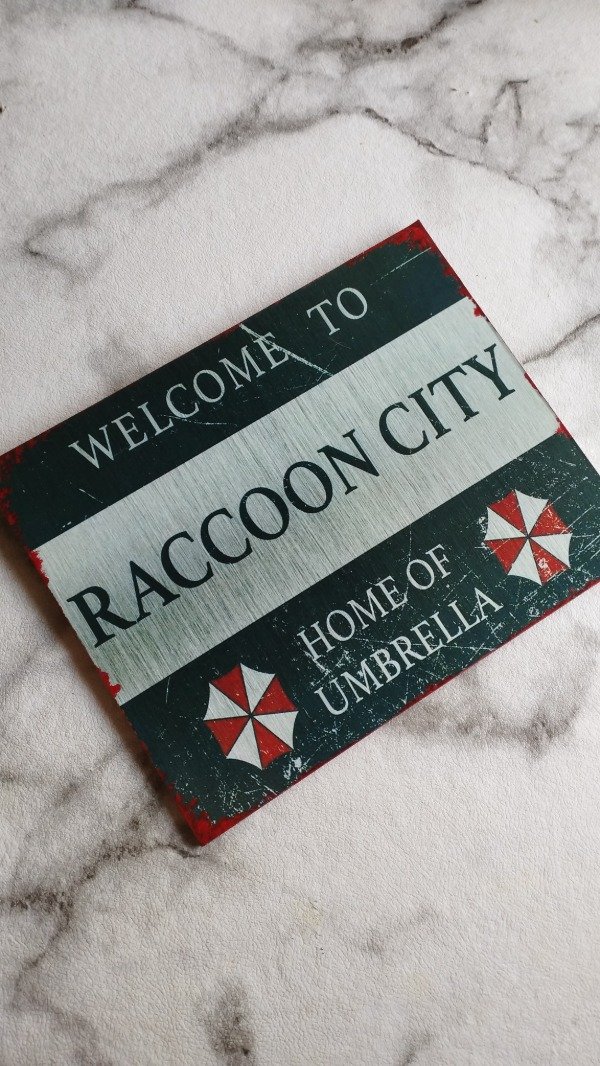 WELCOME TO
RACCOON CITY
HOME OF
UMBRELLA